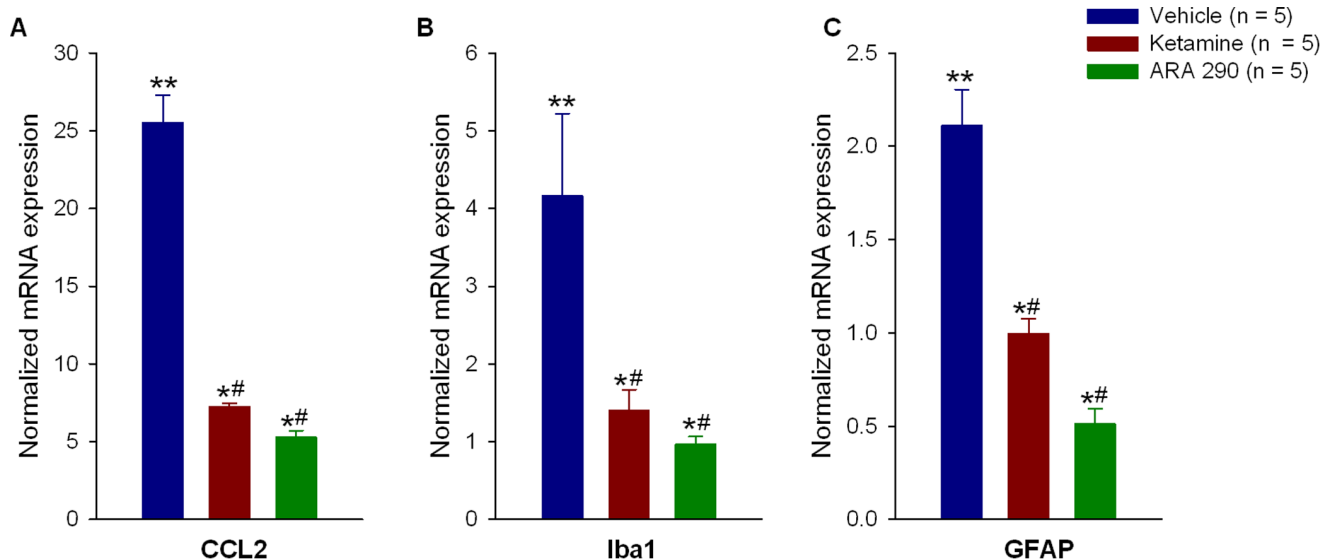 A
B
C
Vehicle (n = 5)
Ketamine (n = 5)
ARA 290 (n = 5)
Normalized mRNA expression
30
25
20
15
10
5
0
**
*#
*#
CCL2
Normalized mRNA expression
6
5
4
3
2
1
0
**
*#
*#
Iba1
Normalized mRNA expression
2.5
2.0
1.5
1.0
0.5
0.0
**
*#
*#
GFAP